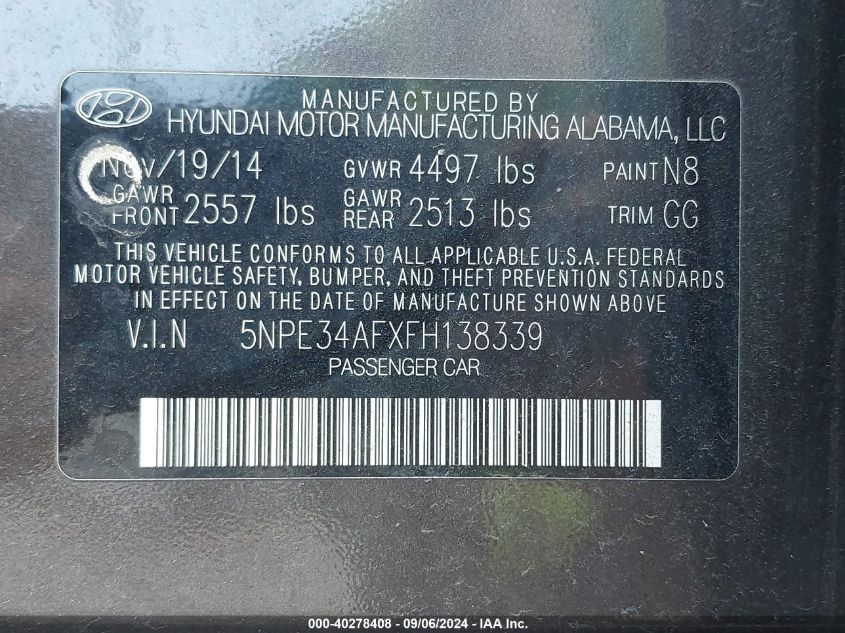 MANUFACTURED BY
HYUNDAI MOTOR MANUFACTURING ALABAMA, LLC
Nov/19/14 GVWR 4497 lbs PAINT N8
GAWR FRONT 2557 lbs GAWR REAR 2513 lbs TRIM GG
THIS VEHICLE CONFORMS TO ALL APPLICABLE U.S.A. FEDERAL
MOTOR VEHICLE SAFETY, BUMPER, AND THEFT PREVENTION STANDARDS
IN EFFECT ON THE DATE OF MANUFACTURE SHOWN ABOVE
V.I.N 5NPE34AFXFH138339
PASSENGER CAR
000-40278408 - 09/06/2024 - IAA Inc.